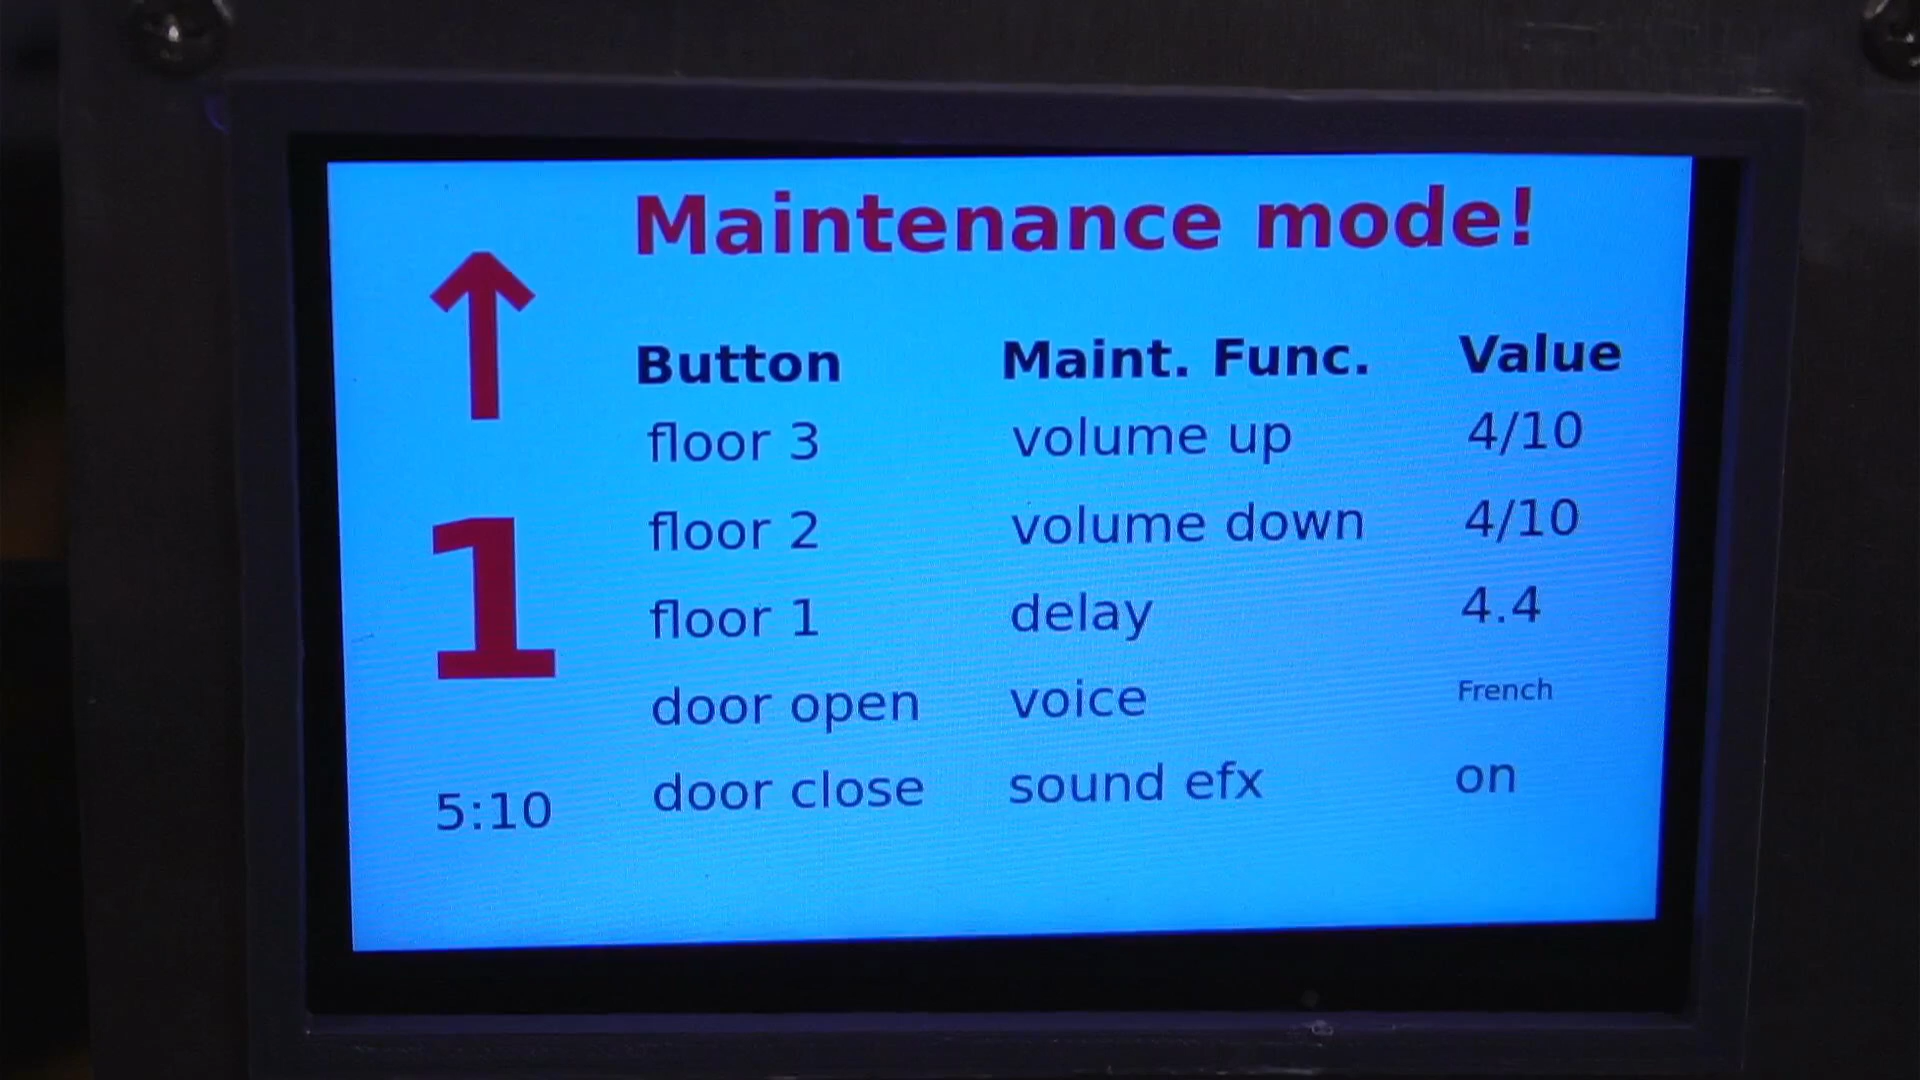 Maintenance mode!
↑
Button Maint. Func. Value
floor 3 volume up 4/10
floor 2 volume down 4/10
1
floor 1 delay 4.4
door open voice French
door close sound efx on
5:10